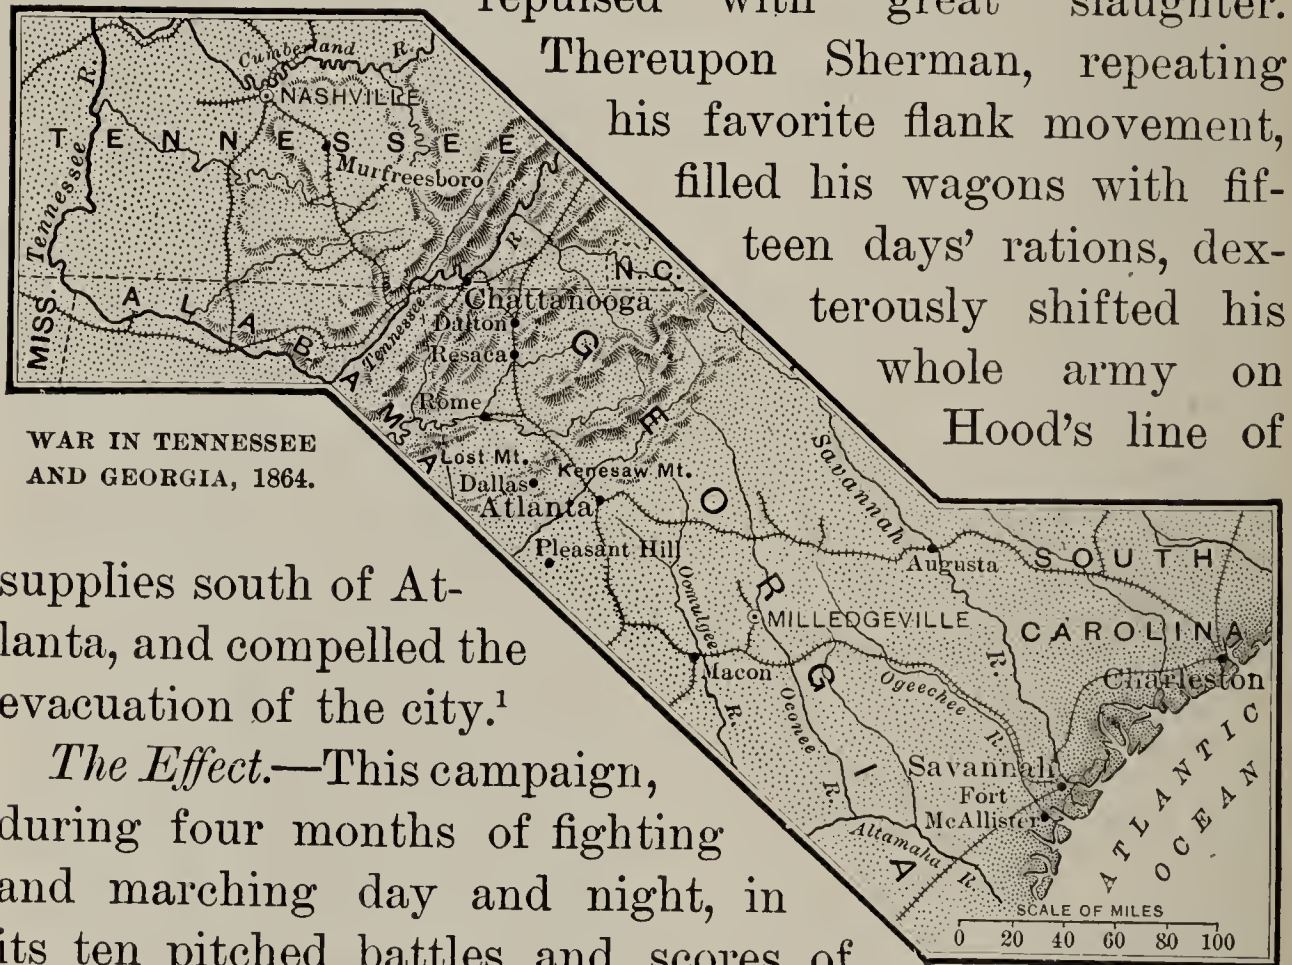 repulsed with great slaughter.
Thereupon Sherman, repeating
his favorite flank movement,
filled his wagons with fif-
teen days' rations, dex-
terously shifted his
whole army on
Hood's line of
supplies south of At-
lanta, and compelled the
evacuation of the city.¹
The Effect.—This campaign,
during four months of fighting
and marching day and night, in
its ten pitched battles and scores of
WAR IN TENNESSEE
AND GEORGIA, 1864.
Cumberland R.
NASHVILLE
TENNESSEE
Murfreesboro
Tennessee R.
MISS.
ALABAMA
N.C.
Chattanooga
Tennessee R.
Dalton
Resaca
Rome
GEORGIA
Lost Mt.
Kenesaw Mt.
Dallas
Atlanta
Pleasant Hill
Savannah R.
Augusta
SOUTH
CAROLINA
Ocmulgee R.
MILLEDGEVILLE
Macon
Oconee R.
Ogeechee R.
Charleston
Savannah
Fort
McAllister
Altamaha R.
ATLANTIC
OCEAN
SCALE OF MILES
0 20 40 60 80 100